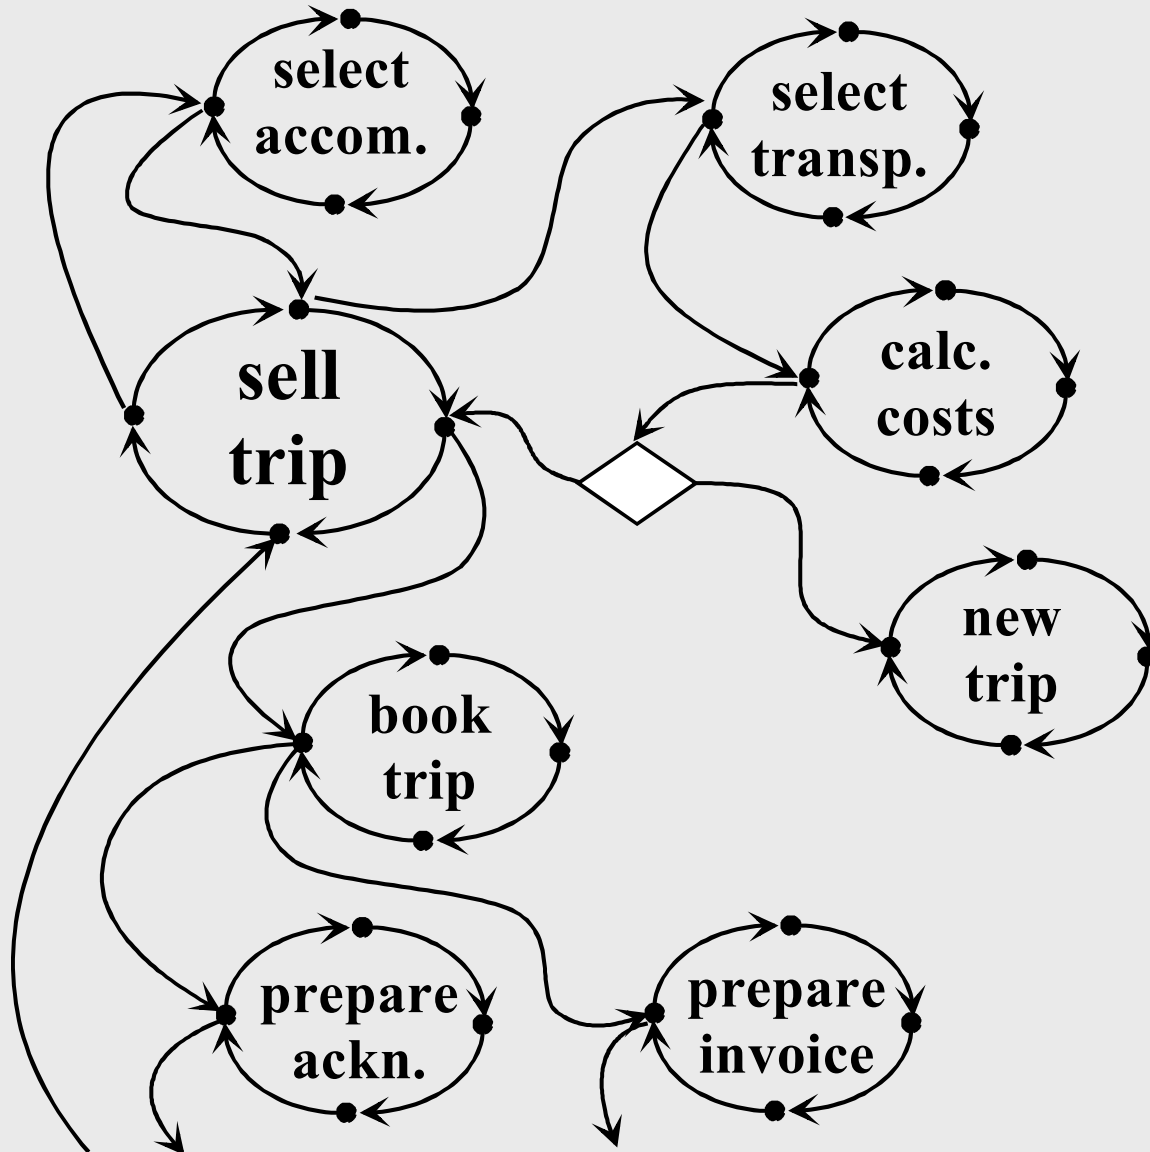 select
accom.
select
transp.
sell
trip
calc.
costs
new
trip
book
trip
prepare
ackn.
prepare
invoice